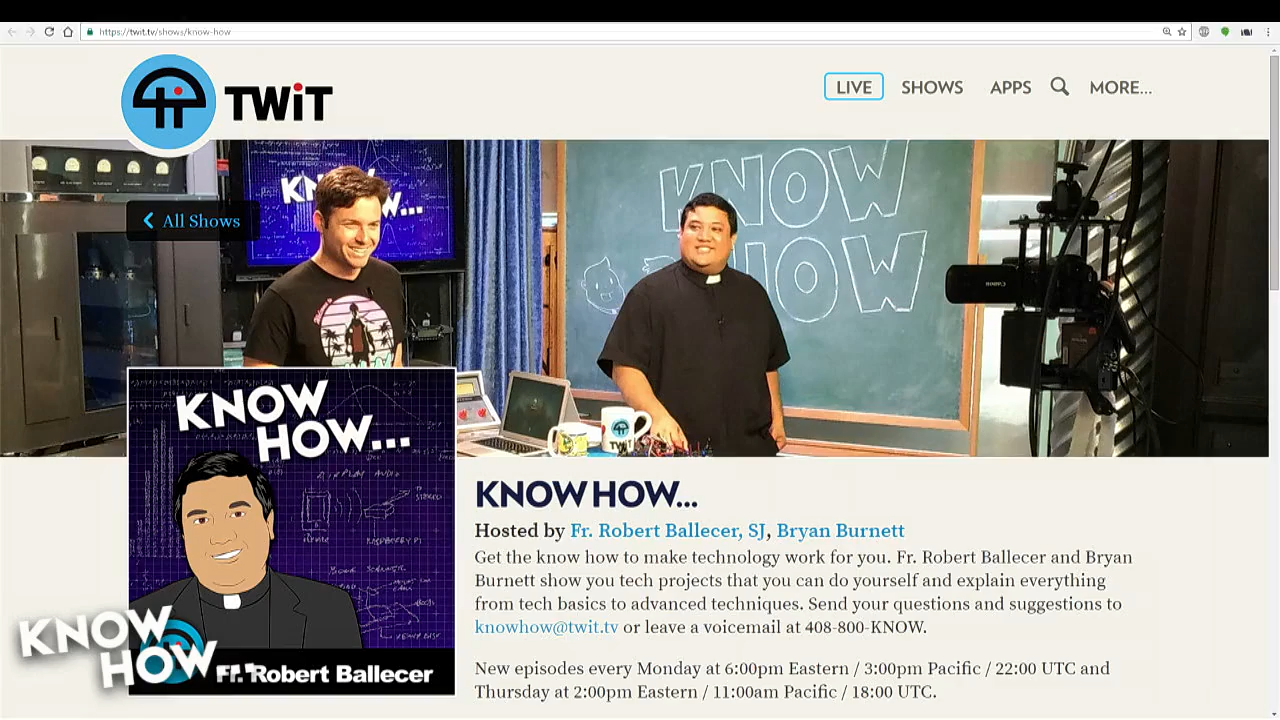 https://twit.tv/shows/know-how
TWiT
LIVE
SHOWS
APPS
MORE...
KNOW
HOW
KNOW...
All Shows
TWiT
KNOW
HOW...
AIRPLAY AUDIO
KNOW HOW...
Hosted by Fr. Robert Ballecer, SJ, Bryan Burnett
Get the know how to make technology work for you. Fr. Robert Ballecer and Bryan
Burnett show you tech projects that you can do yourself and explain everything
from tech basics to advanced techniques. Send your questions and suggestions to
knowhow@twit.tv or leave a voicemail at 408-800-KNOW.
New episodes every Monday at 6:00pm Eastern / 3:00pm Pacific / 22:00 UTC and
Thursday at 2:00pm Eastern / 11:00am Pacific / 18:00 UTC.
Fr. Robert Ballecer
KNOW
HOW...